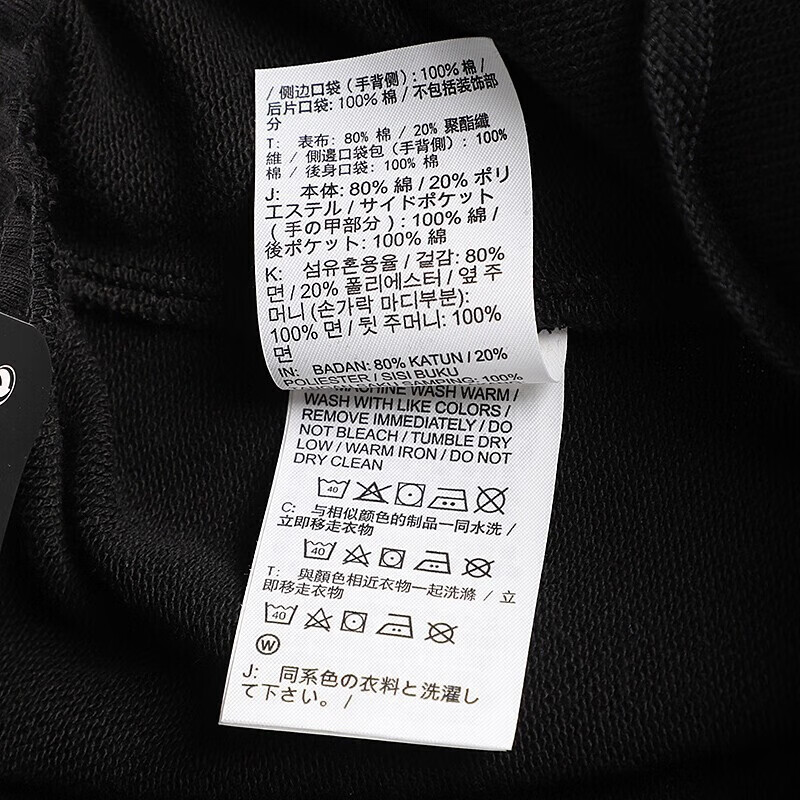 / 侧边口袋（手背侧）: 100% 棉 /
后片口袋: 100% 棉 / 不包括装饰部
分
T: 表布: 80% 棉 / 20% 聚酯纖
維 / 側邊口袋包（手背側）: 100%
棉 / 後身口袋: 100% 棉
J: 本体: 80% 綿 / 20% ポリ
エステル / サイドポケット
( 手の甲部分 ) : 100% 綿 /
後ポケット: 100% 綿
K: 섬유혼용율 / 겉감: 80%
면 / 20% 폴리에스터 / 옆 주
머니 (손가락 마디부분):
100% 면 / 뒷 주머니: 100%
면
IN: BADAN: 80% KATUN / 20%
POLIESTER / SISI BUKU
SAMPING: 100%
MACHINE WASH WARM /
WASH WITH LIKE COLORS /
REMOVE IMMEDIATELY / DO
NOT BLEACH / TUMBLE DRY
LOW / WARM IRON / DO NOT
DRY CLEAN
40
C: 与相似颜色的制品一同水洗 /
立即移走衣物
40
T: 與顏色相近衣物一起洗滌 / 立
即移走衣物
40
W
J: 同系色の衣料と洗濯し
て下さい。 /